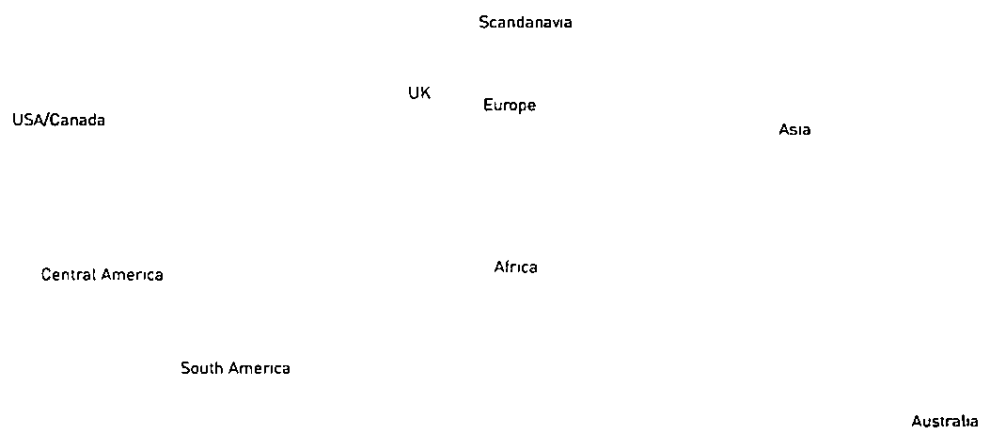 Scandanavia
UK
Europe
USA/Canada
Asia
Central America
Africa
South America
Australia